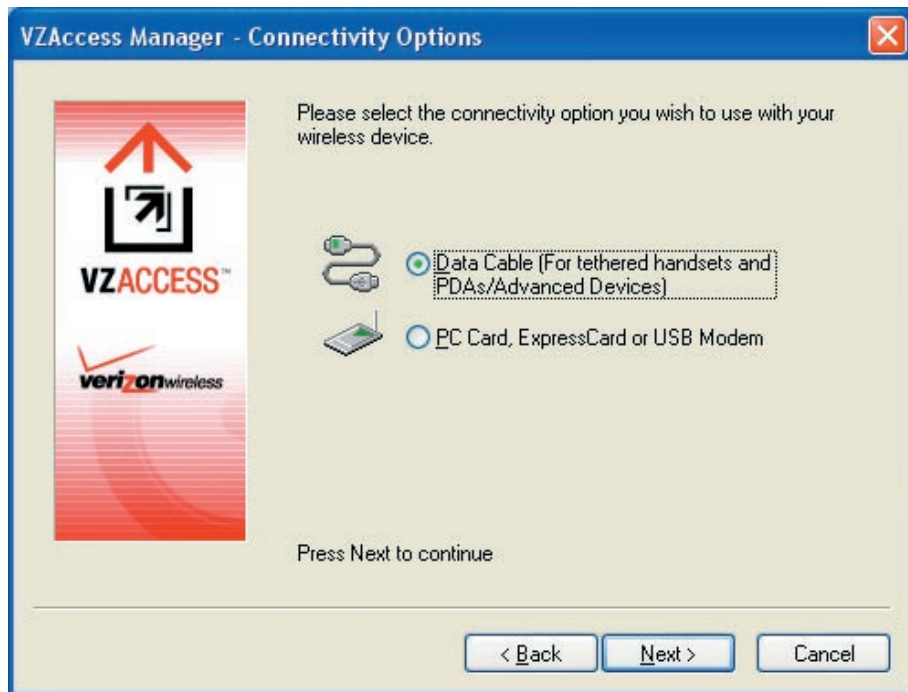 VZAccess Manager - Connectivity Options
Please select the connectivity option you wish to use with your
wireless device.
VZACCESS™
verizonwireless
Data Cable (For tethered handsets and
PDAs/Advanced Devices)
PC Card, ExpressCard or USB Modem
Press Next to continue
< Back
Next >
Cancel